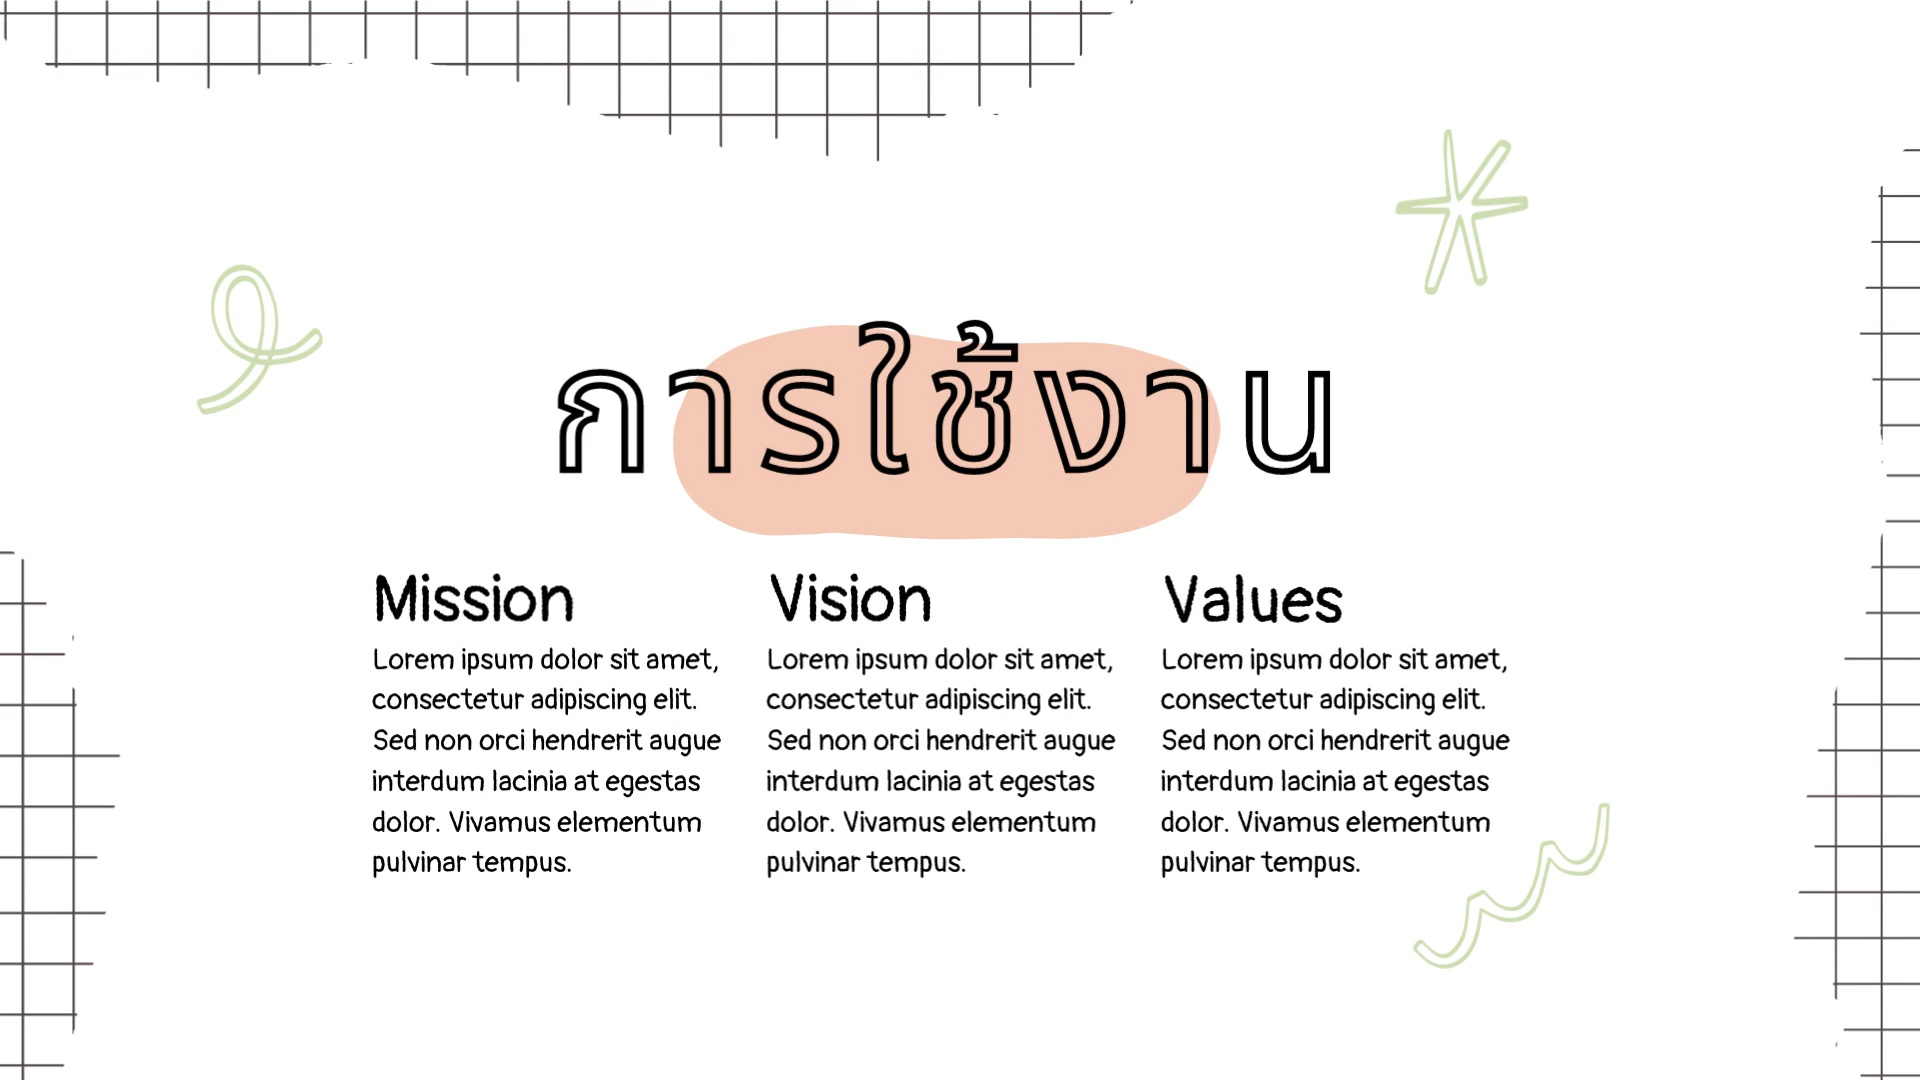 การใช้งาน
Mission
Lorem ipsum dolor sit amet,
consectetur adipiscing elit.
Sed non orci hendrerit augue
interdum lacinia at egestas
dolor. Vivamus elementum
pulvinar tempus.
Vision
Lorem ipsum dolor sit amet,
consectetur adipiscing elit.
Sed non orci hendrerit augue
interdum lacinia at egestas
dolor. Vivamus elementum
pulvinar tempus.
Values
Lorem ipsum dolor sit amet,
consectetur adipiscing elit.
Sed non orci hendrerit augue
interdum lacinia at egestas
dolor. Vivamus elementum
pulvinar tempus.